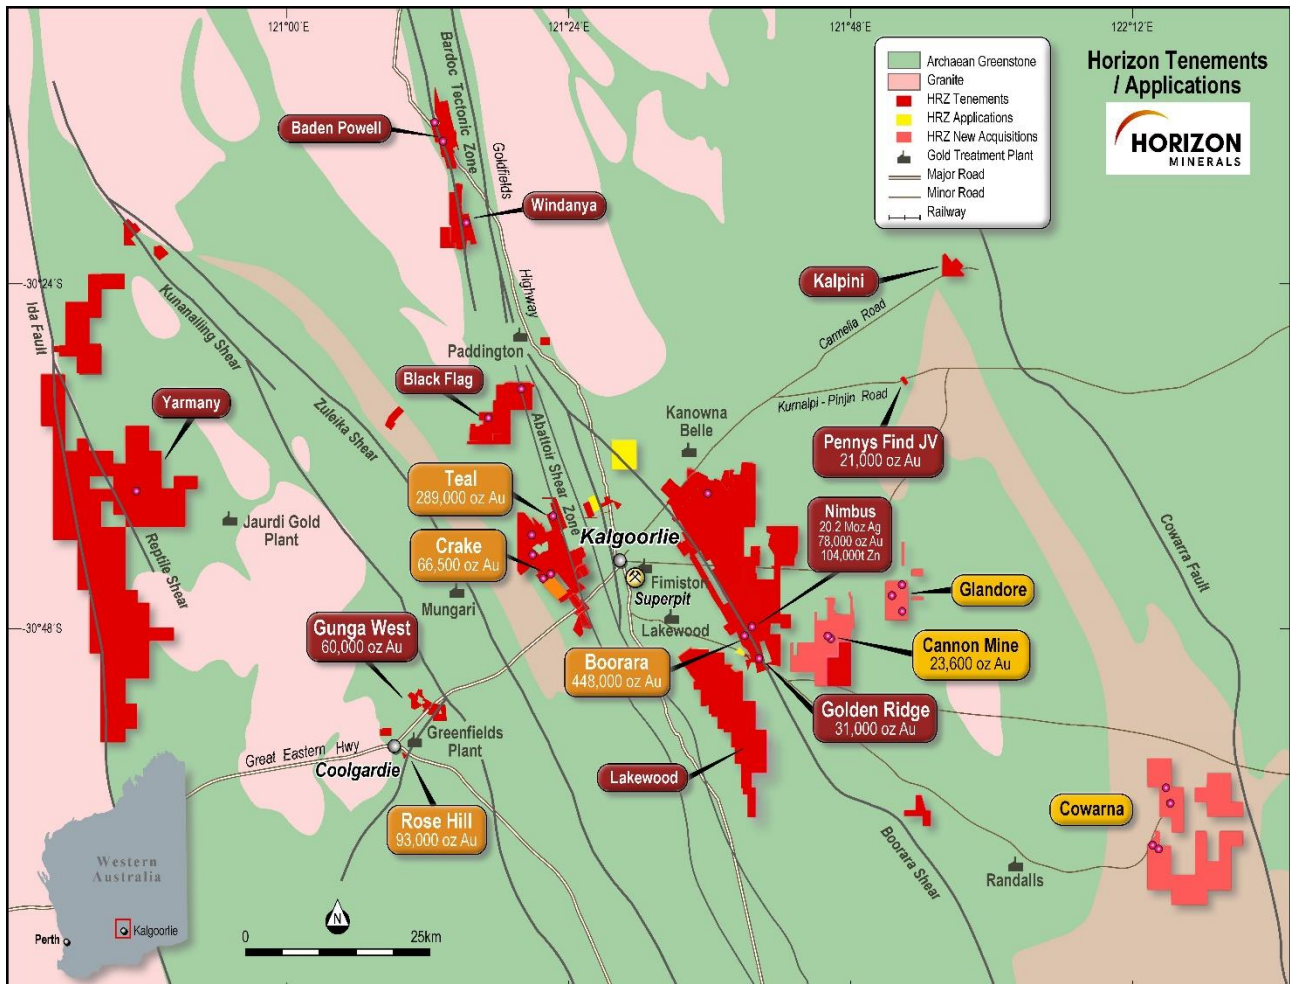 121°00´E
121°24´E
121°48´E
122°12´E
Archaean Greenstone
Granite
HRZ Tenements
HRZ Applications
HRZ New Acquisitions
Gold Treatment Plant
Major Road
Minor Road
Railway
Horizon Tenements
/ Applications
HORIZON
MINERALS
Bardoc Tectonic Zone
Goldfields
Highway
Baden Powell
Windanya
Kalpini
-30°24´S
Ida Fault
Kunanalling Shear
Carmelia Road
Paddington
Black Flag
Yarmany
Zuleika Shear
Abattoir Shear Zone
Kanowna
Belle
Kurnalpi - Pinjin Road
Pennys Find JV
21,000 oz Au
Teal
289,000 oz Au
Nimbus
20.2 Moz Ag
78,000 oz Au
104,000t Zn
Jaurdi Gold
Plant
Crake
66,500 oz Au
Kalgoorlie
Cowarra Fault
Reptile Shear
Fimiston
Superpit
Glandore
Mungari
Lakewood
-30°48´S
Gunga West
60,000 oz Au
Boorara
448,000 oz Au
Cannon Mine
23,600 oz Au
Golden Ridge
31,000 oz Au
Greenfields
Plant
Great Eastern Hwy
Coolgardie
Lakewood
Rose Hill
93,000 oz Au
Cowarna
Boorara Shear
Randalls
Western
Australia
Perth
Kalgoorlie
N
0
25km